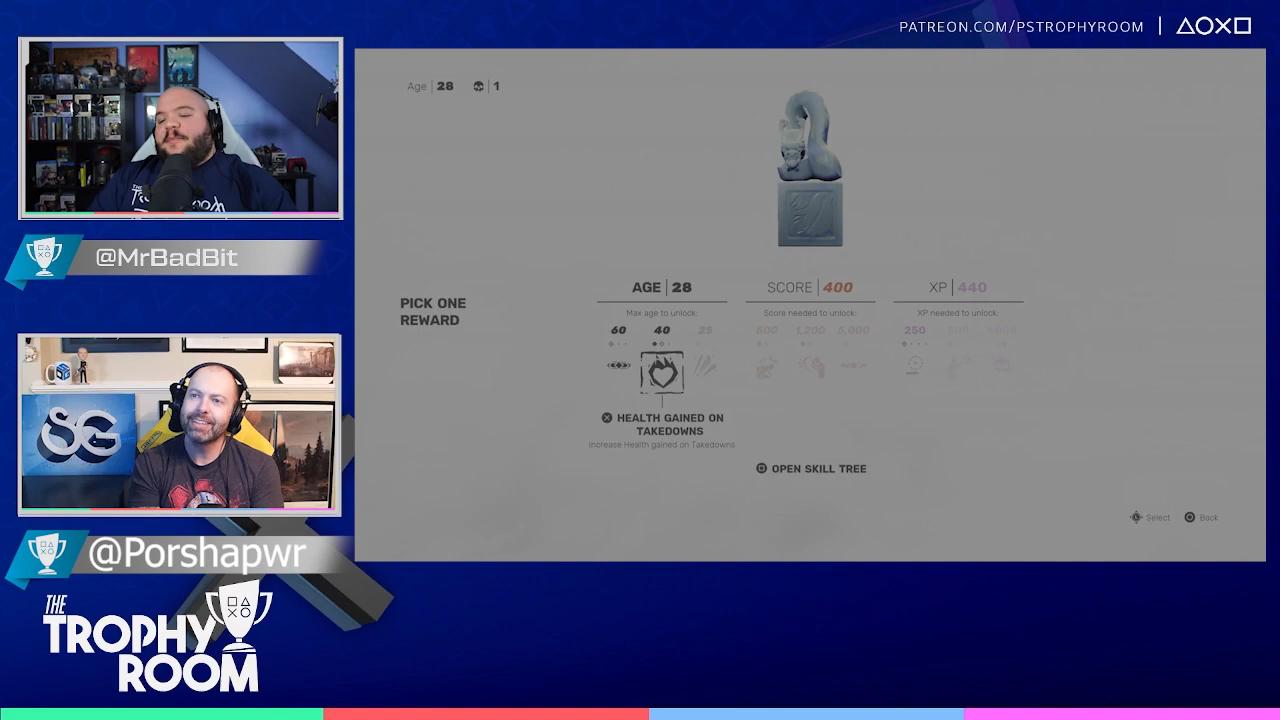 PATREON.COM/PSTROPHYROOM
Age 28 1
PICK ONE
REWARD
AGE 28
Max age to unlock:
60 40 25
SCORE 400
Score needed to unlock:
800 1,200 5,000
XP 440
XP needed to unlock:
250
HEALTH GAINED ON
TAKEDOWNS
Increase Health gained on Takedowns
OPEN SKILL TREE
Select Back
@MrBadBit
SG
@Porshapwr
THE
TROPHY
ROOM